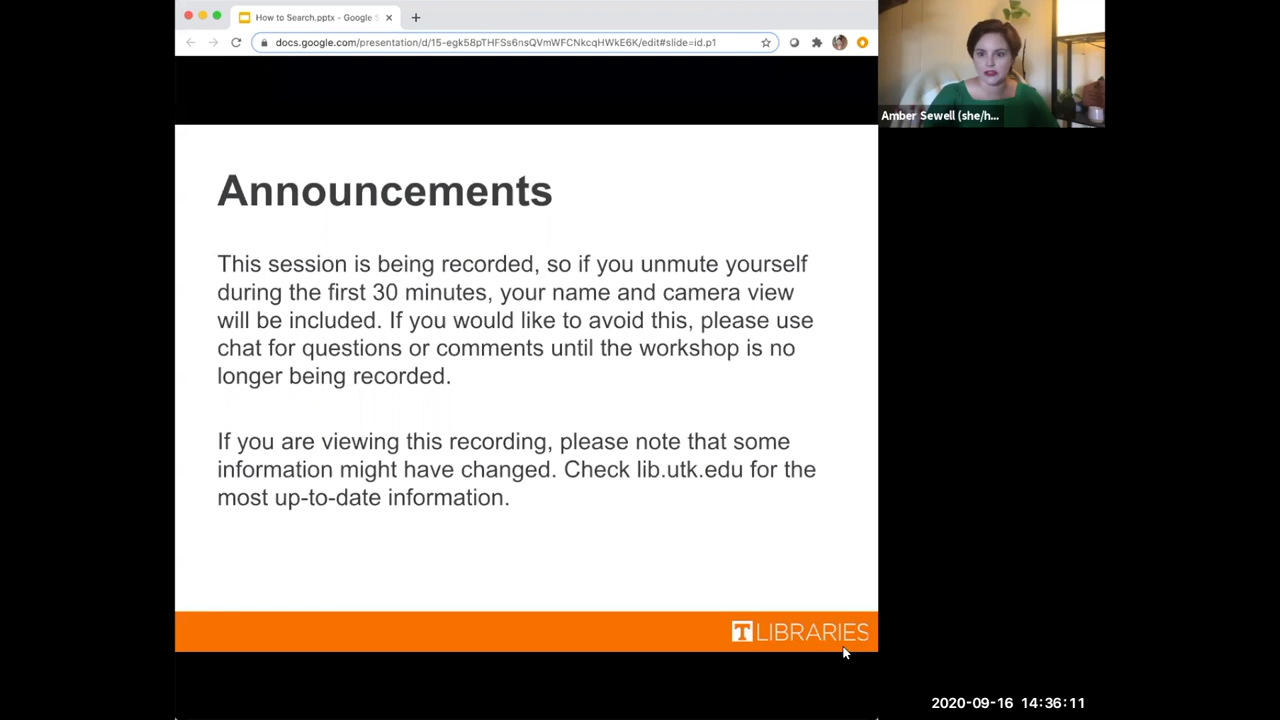 How to Search.pptx - Google S
docs.google.com/presentation/d/15-egk58pTHFSs6nsQVmWFCNkcqHWkE6K/edit#slide=id.p1
Amber Sewell (she/h...
Announcements
This session is being recorded, so if you unmute yourself
during the first 30 minutes, your name and camera view
will be included. If you would like to avoid this, please use
chat for questions or comments until the workshop is no
longer being recorded.
If you are viewing this recording, please note that some
information might have changed. Check lib.utk.edu for the
most up-to-date information.
T LIBRARIES
2020-09-16 14:36:11